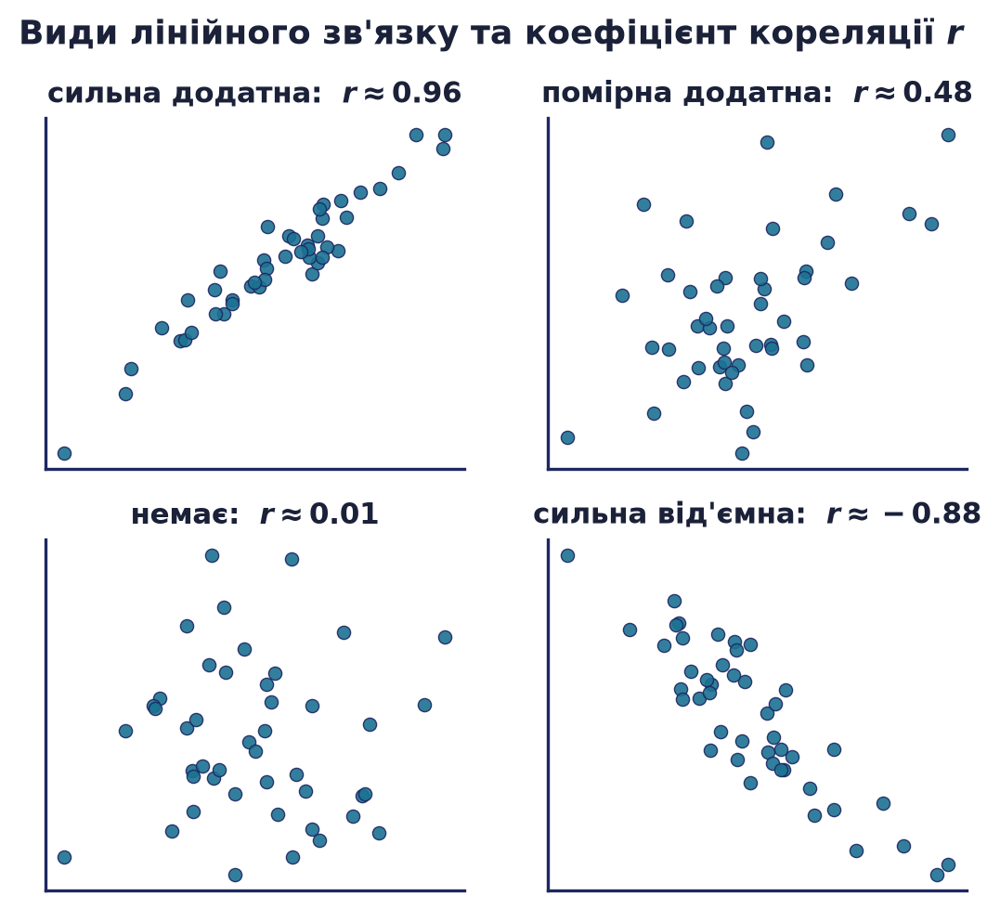 Види лінійного зв'язку та коефіцієнт кореляції r
сильна додатна: r ≈ 0.96
помірна додатна: r ≈ 0.48
немає: r ≈ 0.01
сильна від'ємна: r ≈ − 0.88